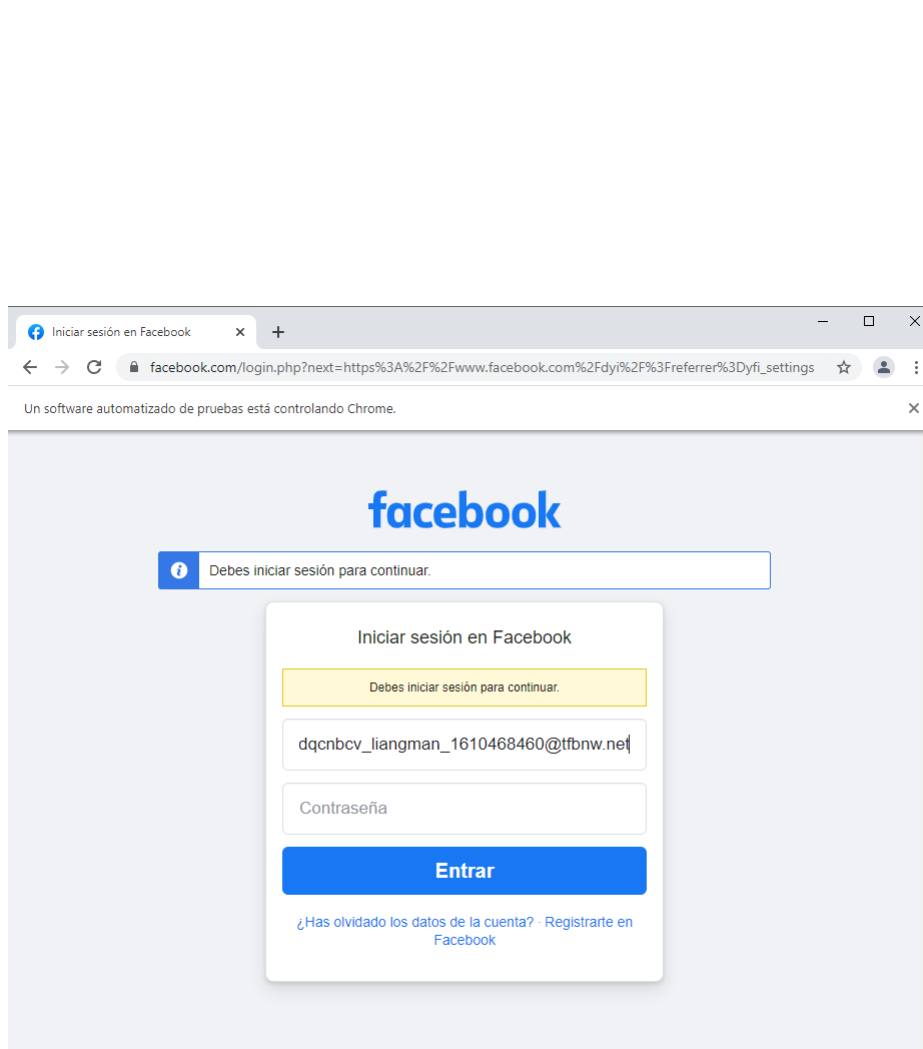 Iniciar sesión en Facebook
facebook.com/login.php?next=https%3A%2F%2Fwww.facebook.com%2Fdyi%2F%3Freferrer%3Dyfi_settings
Un software automatizado de pruebas está controlando Chrome.
facebook
Debes iniciar sesión para continuar.
Iniciar sesión en Facebook
Debes iniciar sesión para continuar.
dqcnbcv_liangman_1610468460@tfbnw.net
Contraseña
Entrar
¿Has olvidado los datos de la cuenta? · Registrarte en
Facebook